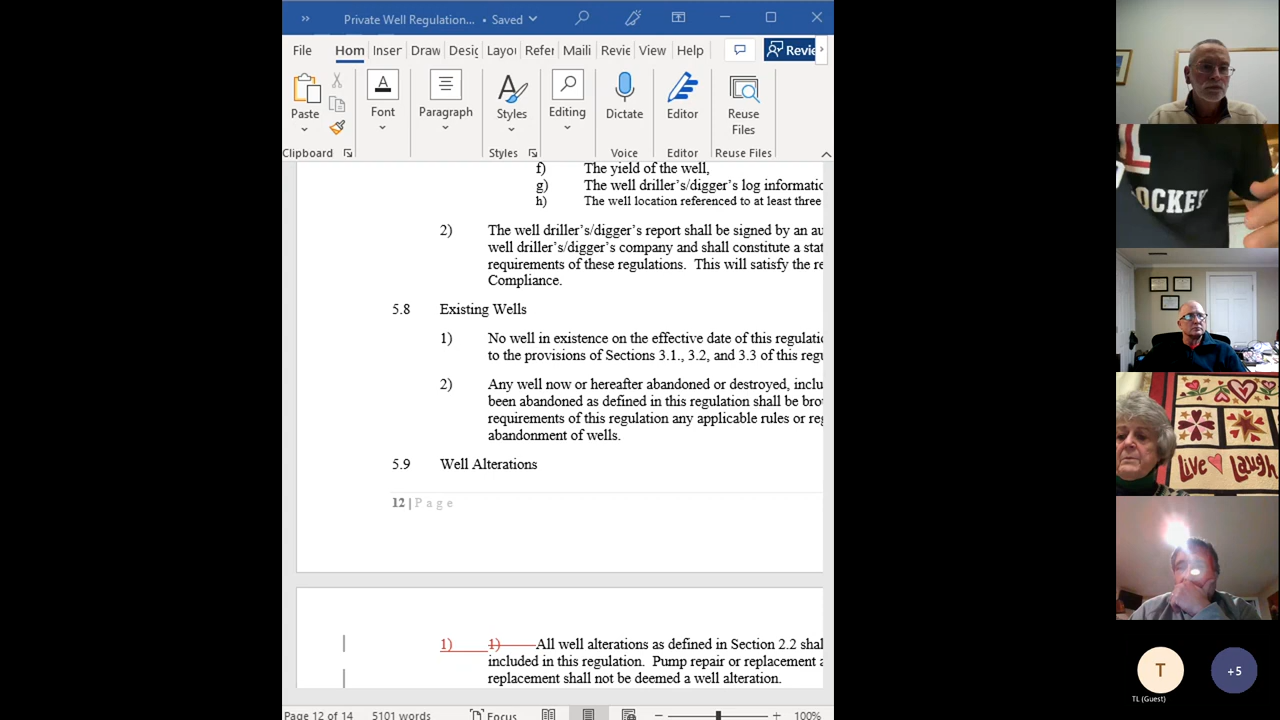 Private Well Regulation... • Saved
File Hom Inser Draw Desig Layou Refer Maili Revie View Help Revie
Paste Font Paragraph Styles Editing Dictate Editor Reuse Files
Clipboard Styles Voice Editor Reuse Files
f) The yield of the well,
g) The well driller's/digger's log informatio
h) The well location referenced to at least three
2) The well driller's/digger's report shall be signed by an au
well driller's/digger's company and shall constitute a stat
requirements of these regulations. This will satisfy the re
Compliance.
5.8 Existing Wells
1) No well in existence on the effective date of this regulatio
to the provisions of Sections 3.1., 3.2, and 3.3 of this regu
2) Any well now or hereafter abandoned or destroyed, inclu
been abandoned as defined in this regulation shall be brou
requirements of this regulation any applicable rules or reg
abandonment of wells.
5.9 Well Alterations
12 | Page
1) 1) All well alterations as defined in Section 2.2 shal
included in this regulation. Pump repair or replacement a
replacement shall not be deemed a well alteration.
Page 12 of 14 5101 words Focus 100%
L
OCKEY
Live Laugh
T +5
TL (Guest)